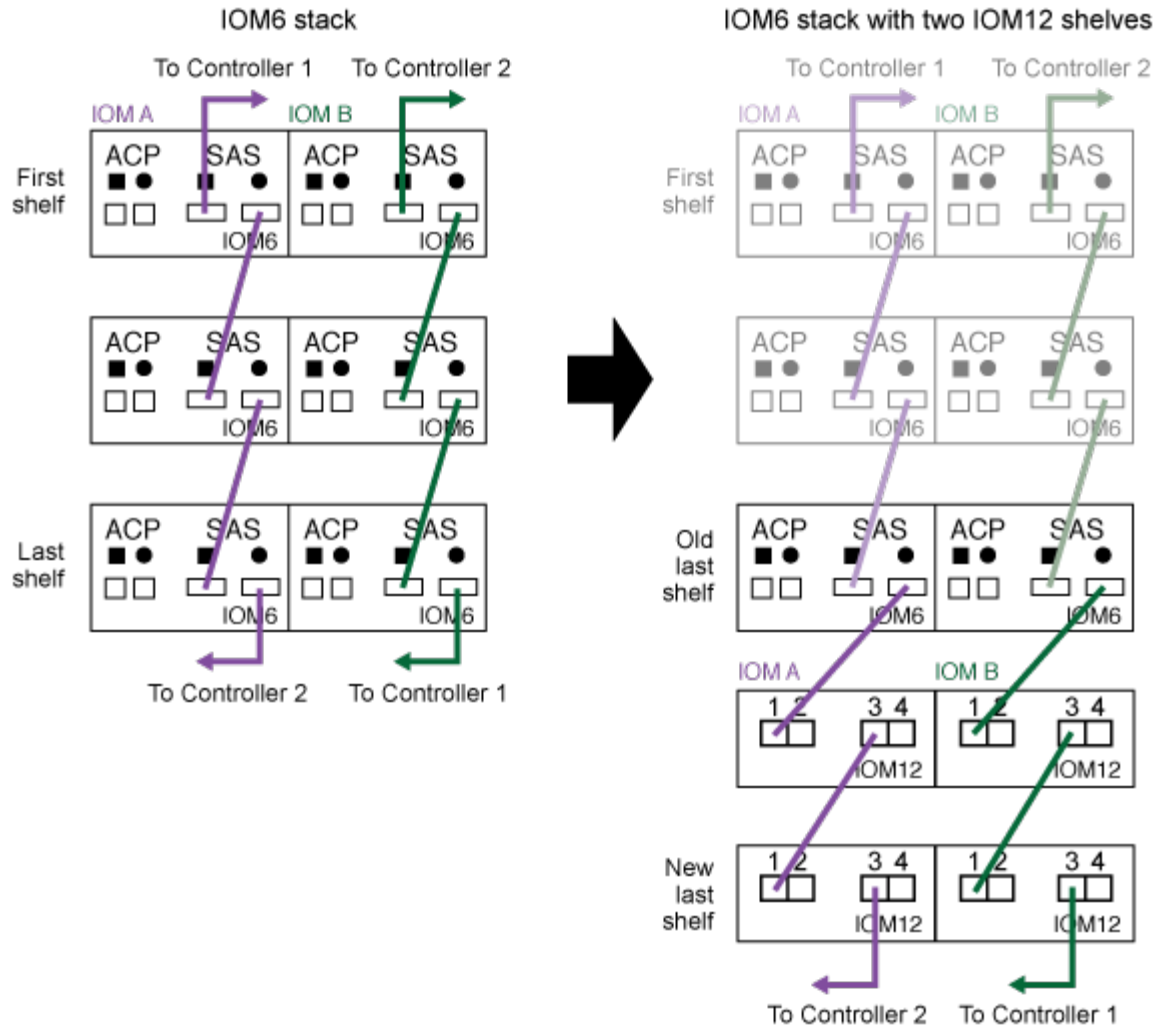 IOM6 stack
To Controller 1 To Controller 2
IOM A IOM B
First
shelf
ACP SAS ACP SAS
IOM6 IOM6
ACP SAS ACP SAS
IOM6 IOM6
Last
shelf
ACP SAS ACP SAS
IOM6 IOM6
To Controller 2 To Controller 1
IOM6 stack with two IOM12 shelves
To Controller 1 To Controller 2
IOM A IOM B
First
shelf
ACP SAS ACP SAS
IOM6 IOM6
ACP SAS ACP SAS
IOM6 IOM6
Old
last
shelf
ACP SAS ACP SAS
IOM6 IOM6
IOM A IOM B
1 2 3 4 1 2 3 4
IOM12 IOM12
New
last
shelf
1 2 3 4 1 2 3 4
IOM12 IOM12
To Controller 2 To Controller 1